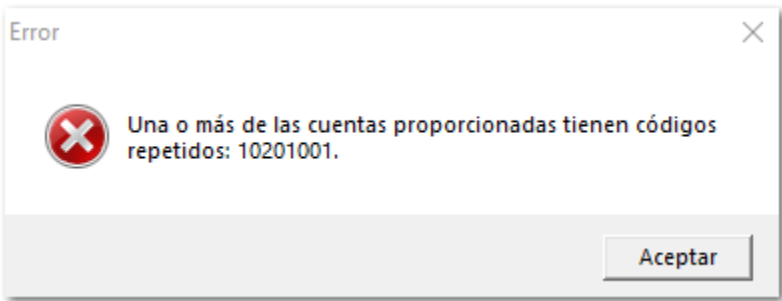 Error
Una o más de las cuentas proporcionadas tienen códigos
repetidos: 10201001.
Aceptar